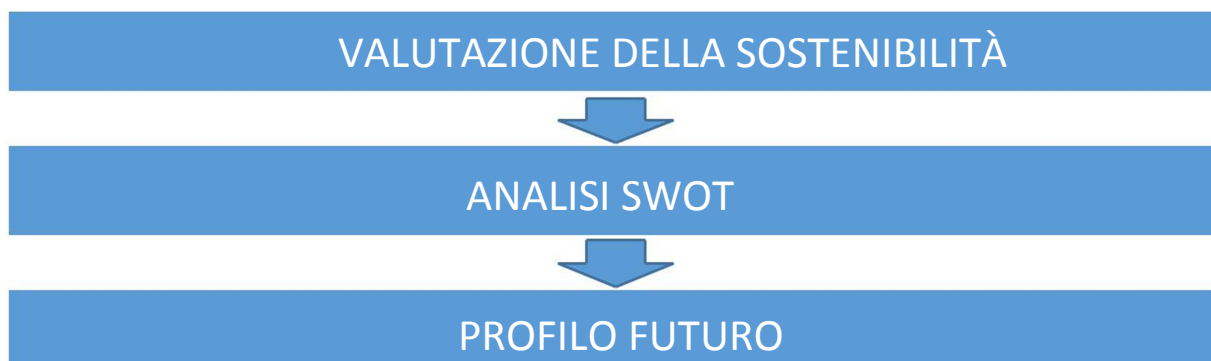 VALUTAZIONE DELLA SOSTENIBILITÀ
ANALISI SWOT
PROFILO FUTURO